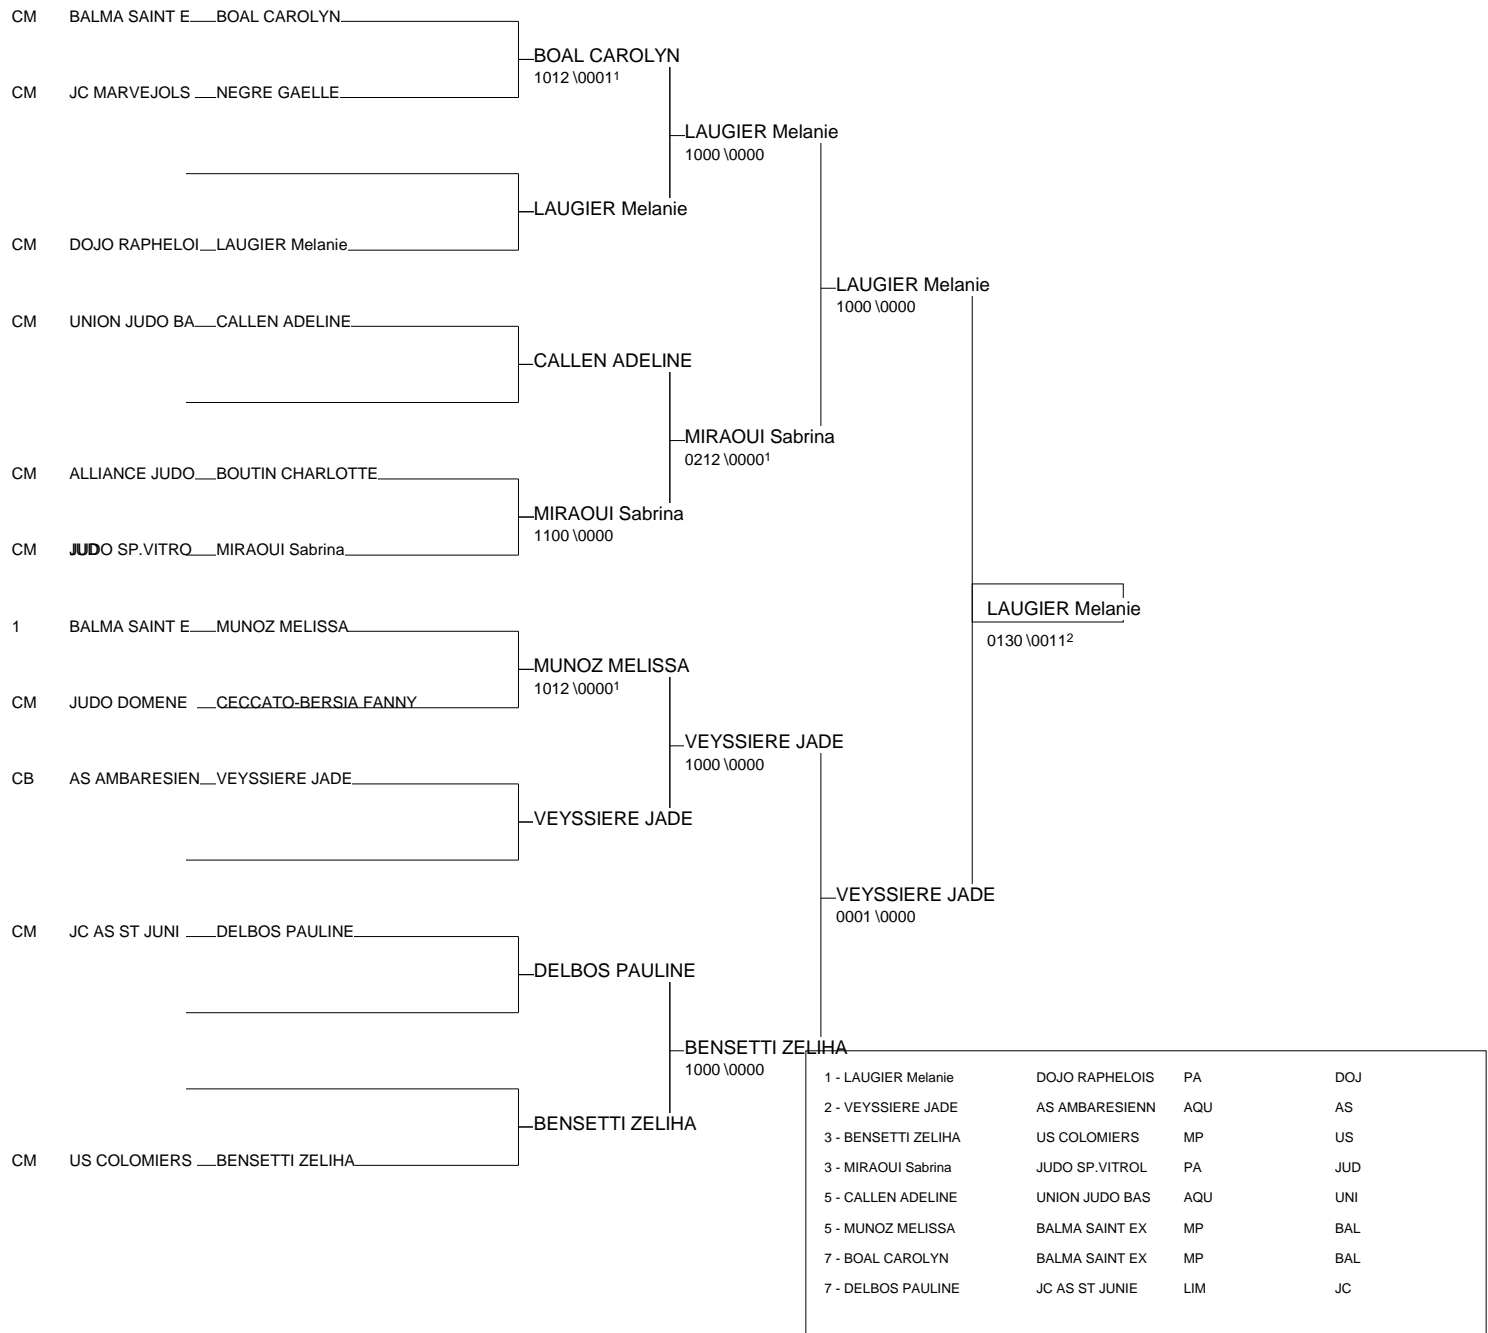 CM BALMA SAINT E BOAL CAROLYN
BOAL CAROLYN
1012 \0001¹
CM JC MARVEJOLS NEGRE GAELLE
LAUGIER Melanie
1000 \0000
LAUGIER Melanie
CM DOJO RAPHELOI LAUGIER Melanie
LAUGIER Melanie
1000 \0000
CM UNION JUDO BA CALLEN ADELINE
CALLEN ADELINE
MIRAOUI Sabrina
0212 \0000¹
CM ALLIANCE JUDO BOUTIN CHARLOTTE
MIRAOUI Sabrina
1100 \0000
CM JUDO SP.VITRO MIRAOUI Sabrina
LAUGIER Melanie
0130 \0011²
1 BALMA SAINT E MUNOZ MELISSA
MUNOZ MELISSA
1012 \0000¹
CM JUDO DOMENE CECCATO-BERSIA FANNY
VEYSSIERE JADE
1000 \0000
CB AS AMBARESIEN VEYSSIERE JADE
VEYSSIERE JADE
VEYSSIERE JADE
0001 \0000
CM JC AS ST JUNI DELBOS PAULINE
DELBOS PAULINE
BENSETTI ZELIHA
1000 \0000
BENSETTI ZELIHA
CM US COLOMIERS BENSETTI ZELIHA
1 - LAUGIER Melanie DOJO RAPHELOIS PA DOJ
2 - VEYSSIERE JADE AS AMBARESIENN AQU AS
3 - BENSETTI ZELIHA US COLOMIERS MP US
3 - MIRAOUI Sabrina JUDO SP.VITROL PA JUD
5 - CALLEN ADELINE UNION JUDO BAS AQU UNI
5 - MUNOZ MELISSA BALMA SAINT EX MP BAL
7 - BOAL CAROLYN BALMA SAINT EX MP BAL
7 - DELBOS PAULINE JC AS ST JUNIE LIM JC